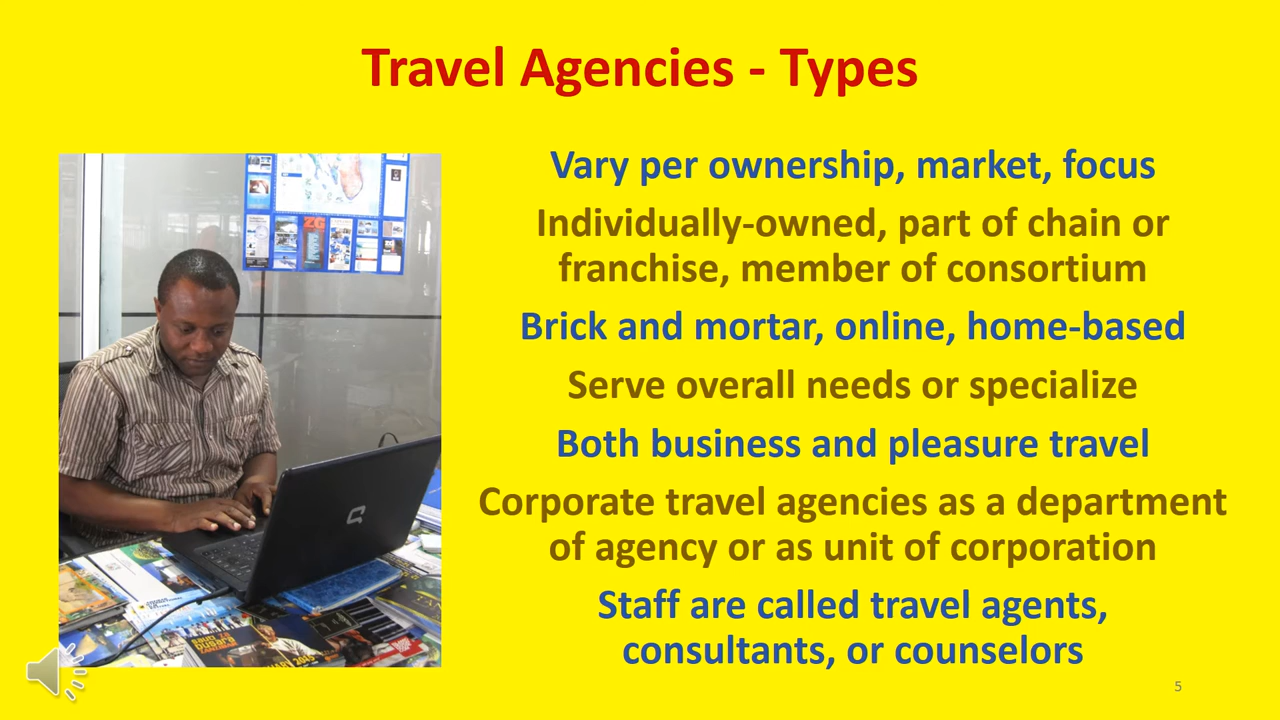 Travel Agencies - Types
Vary per ownership, market, focus
Individually-owned, part of chain or
franchise, member of consortium
Brick and mortar, online, home-based
Serve overall needs or specialize
Both business and pleasure travel
Corporate travel agencies as a department
of agency or as unit of corporation
Staff are called travel agents,
consultants, or counselors
5